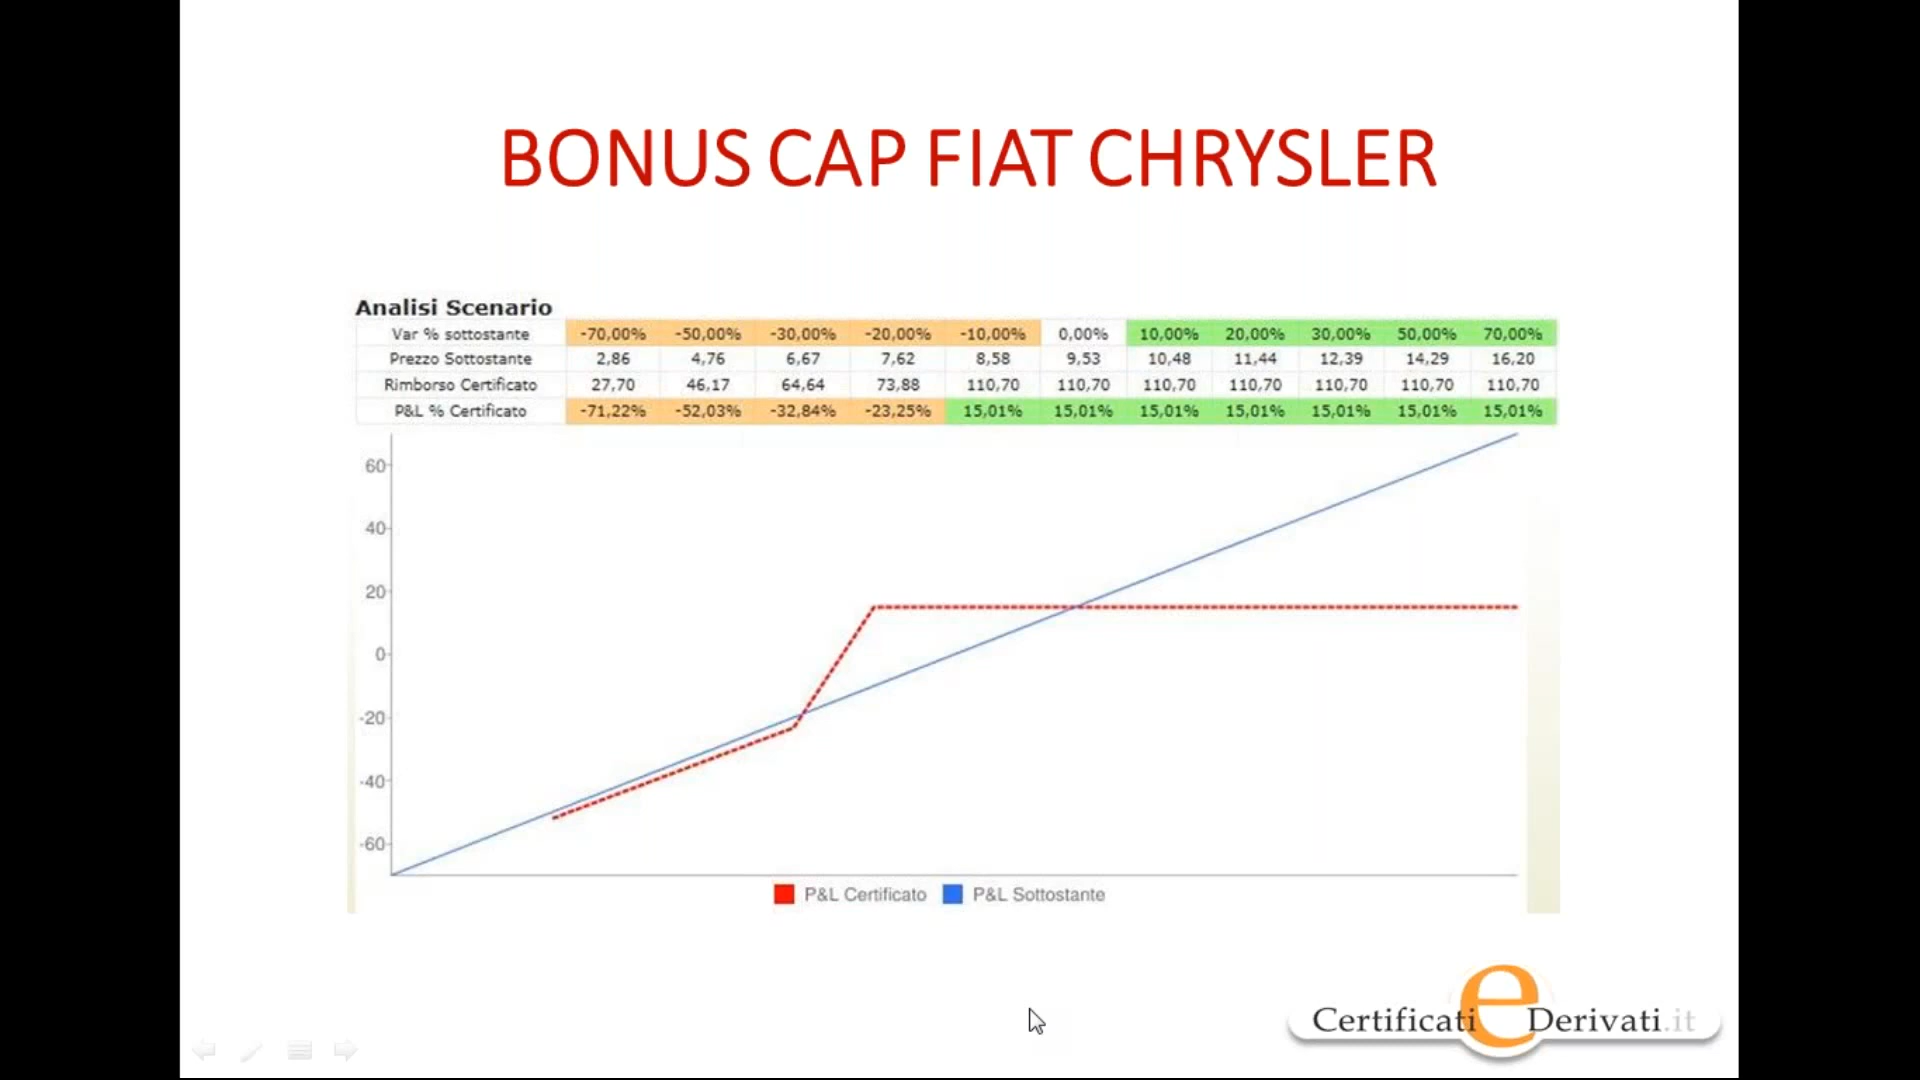 BONUS CAP FIAT CHRYSLER
Analisi Scenario
Var % sottostante -70,00% -50,00% -30,00% -20,00% -10,00% 0,00% 10,00% 20,00% 30,00% 50,00% 70,00%
Prezzo Sottostante 2,86 4,76 6,67 7,62 8,58 9,53 10,48 11,44 12,39 14,29 16,20
Rimborso Certificato 27,70 46,17 64,64 73,88 110,70 110,70 110,70 110,70 110,70 110,70 110,70
P&L % Certificato -71,22% -52,03% -32,84% -23,25% 15,01% 15,01% 15,01% 15,01% 15,01% 15,01% 15,01%
60
40
20
0
-20
-40
-60
P&L Certificato P&L Sottostante
Certificati e Derivati.it